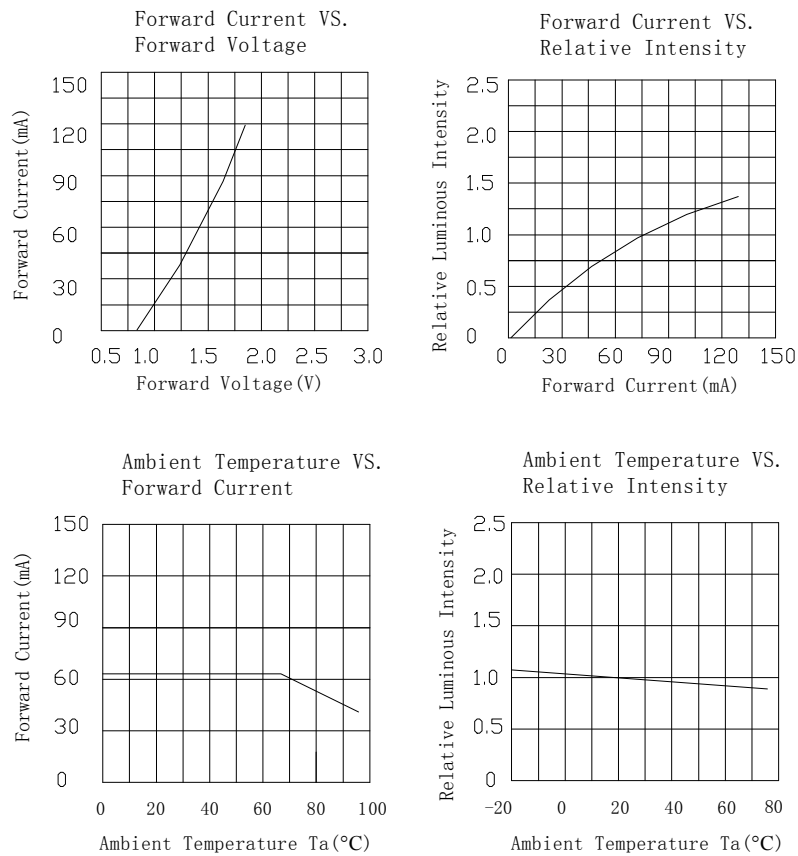 Forward Current VS.
Forward Voltage
150
120
90
60
30
0
Forward Current(mA)
0.5 1.0 1.5 2.0 2.5 3.0
Forward Voltage(V)
Forward Current VS.
Relative Intensity
2.5
2.0
1.5
1.0
0.5
0
Relative Luminous Intensity
0 30 60 90 120 150
Forward Current(mA)
Ambient Temperature VS.
Forward Current
150
120
90
60
30
0
Forward Current(mA)
0 20 40 60 80 100
Ambient Temperature Ta(°C)
Ambient Temperature VS.
Relative Intensity
2.5
2.0
1.5
1.0
0.5
0
Relative Luminous Intensity
-20 0 20 40 60 80
Ambient Temperature Ta(°C)